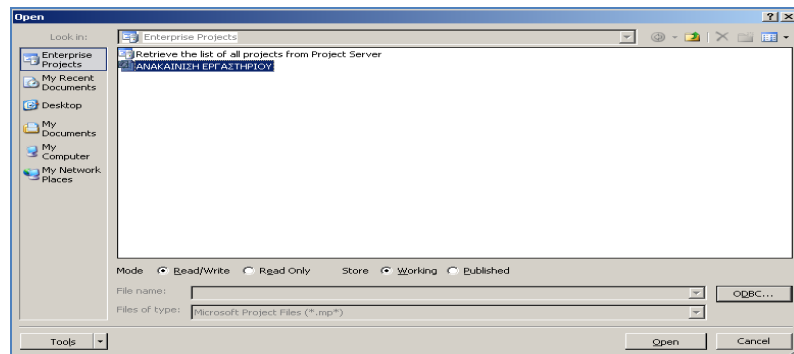 Open
Look in:
Enterprise Projects
Enterprise
Projects
My Recent
Documents
Desktop
My
Documents
My
Computer
My Network
Places
Retrieve the list of all projects from Project Server
ΑΝΑΚΑΙΝΙΣΗ ΕΡΓΑΣΤΗΡΙΟΥ
Mode Read/Write Read Only Store Working Published
File name:
ODBC...
Files of type: Microsoft Project Files (*.mp*)
Tools Open Cancel